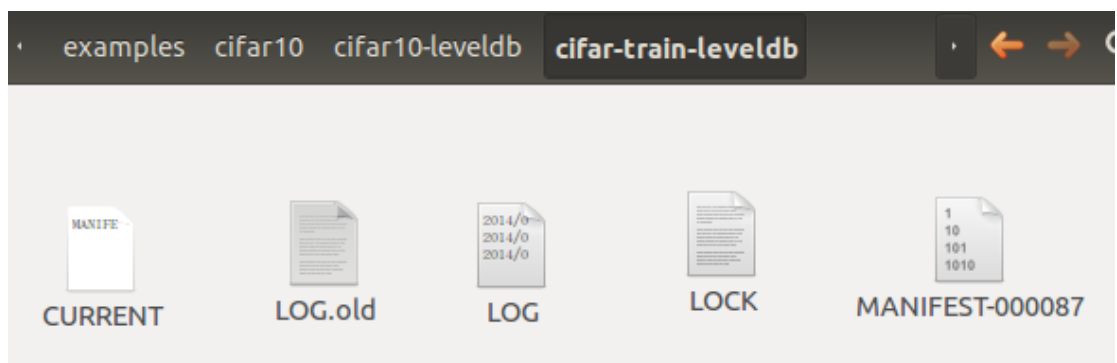 examples cifar10 cifar10-leveldb cifar-train-leveldb
MANIFE
2014/0
2014/0
2014/0
1
10
101
1010
CURRENT LOG.old LOG LOCK MANIFEST-000087